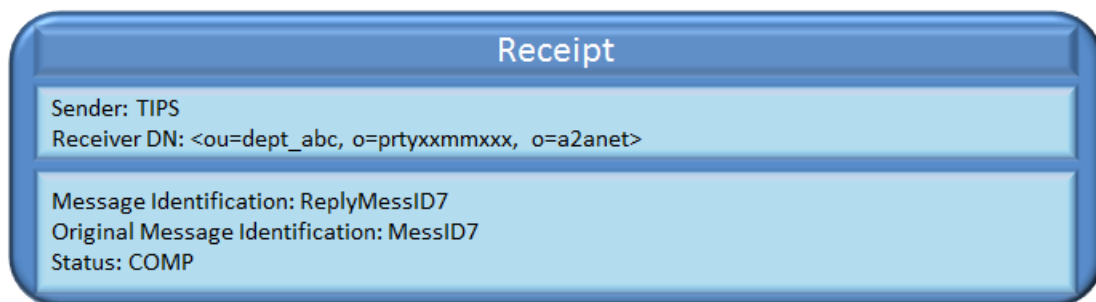 Receipt
Sender: TIPS
Receiver DN: <ou=dept_abc, o=prtyxxmmxxx, o=a2anet>
Message Identification: ReplyMessID7
Original Message Identification: MessID7
Status: COMP